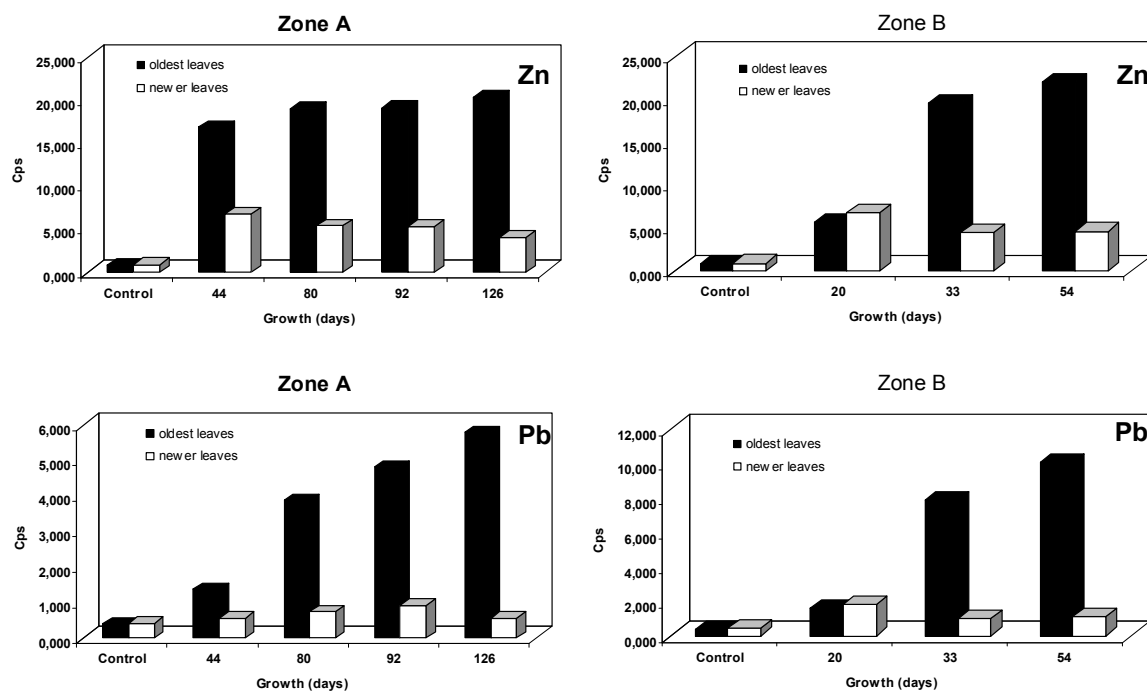 Zone A
Zn
oldest leaves
new er leaves
25,000
20,000
15,000
10,000
5,000
0,000
Cps
Control 44 80 92 126
Growth (days)
Zone B
Zn
oldest leaves
new er leaves
25,000
20,000
15,000
10,000
5,000
0,000
Cps
Control 20 33 54
Growth (days)
Zone A
Pb
oldest leaves
new er leaves
6,000
5,000
4,000
3,000
2,000
1,000
0,000
Cps
Control 44 80 92 126
Growth (days)
Zone B
Pb
oldest leaves
new er leaves
12,000
10,000
8,000
6,000
4,000
2,000
0,000
Cps
Control 20 33 54
Growth (days)